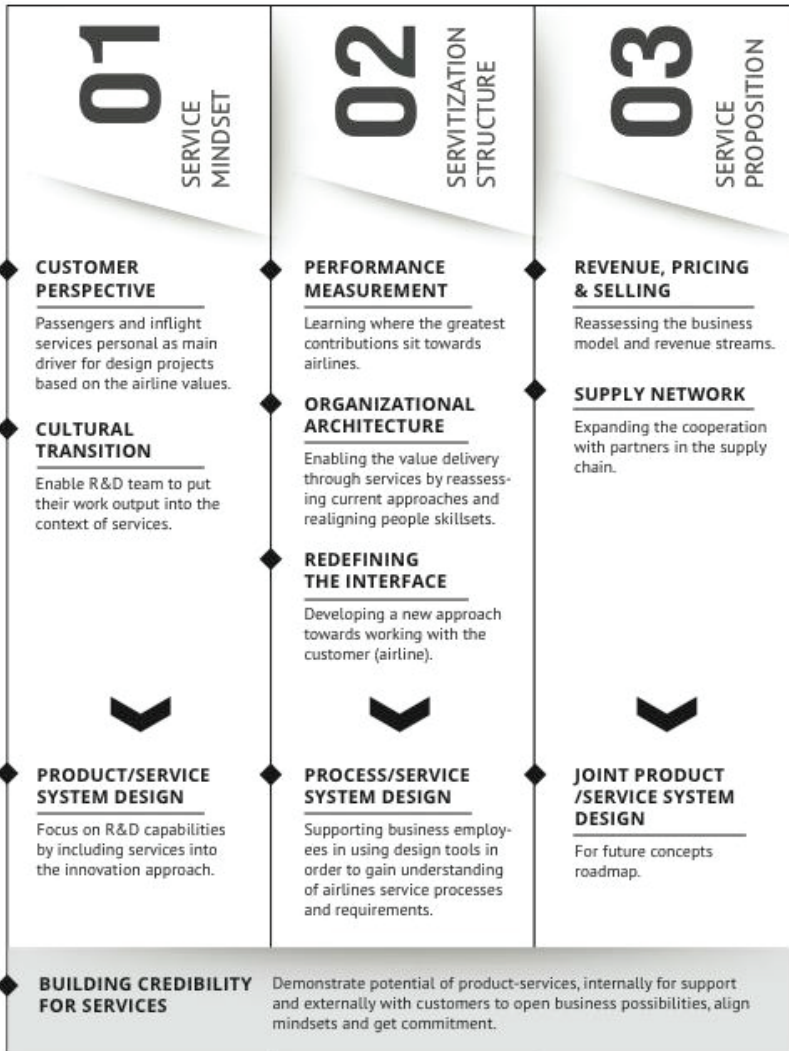 01
SERVICE
MINDSET
CUSTOMER
PERSPECTIVE
Passengers and inflight
services personal as main
driver for design projects
based on the airline values.
CULTURAL
TRANSITION
Enable R&D team to put
their work output into the
context of services.
PRODUCT/SERVICE
SYSTEM DESIGN
Focus on R&D capabilities
by including services into
the innovation approach.
02
SERVITIZATION
STRUCTURE
PERFORMANCE
MEASUREMENT
Learning where the greatest
contributions sit towards
airlines.
ORGANIZATIONAL
ARCHITECTURE
Enabling the value delivery
through services by reassess-
ing current approaches and
realigning people skillsets.
REDEFINING
THE INTERFACE
Developing a new approach
towards working with the
customer (airline).
PROCESS/SERVICE
SYSTEM DESIGN
Supporting business employ-
ees in using design tools in
order to gain understanding
of airlines service processes
and requirements.
03
SERVICE
PROPOSITION
REVENUE, PRICING
& SELLING
Reassessing the business
model and revenue streams.
SUPPLY NETWORK
Expanding the cooperation
with partners in the supply
chain.
JOINT PRODUCT
/SERVICE SYSTEM
DESIGN
For future concepts
roadmap.
BUILDING CREDIBILITY
FOR SERVICES
Demonstrate potential of product-services, internally for support
and externally with customers to open business possibilities, align
mindsets and get commitment.